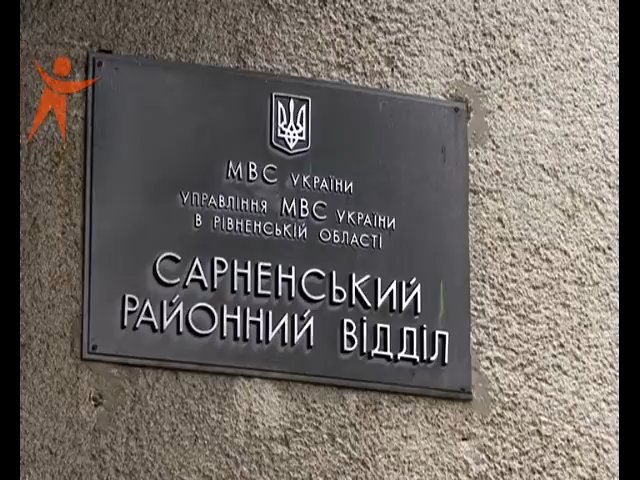 МВС УКРАЇНИ
УПРАВЛІННЯ МВС УКРАЇНИ
В РІВНЕНСЬКІЙ ОБЛАСТІ
САРНЕНСЬКИЙ
РАЙОННИЙ ВІДДІЛ